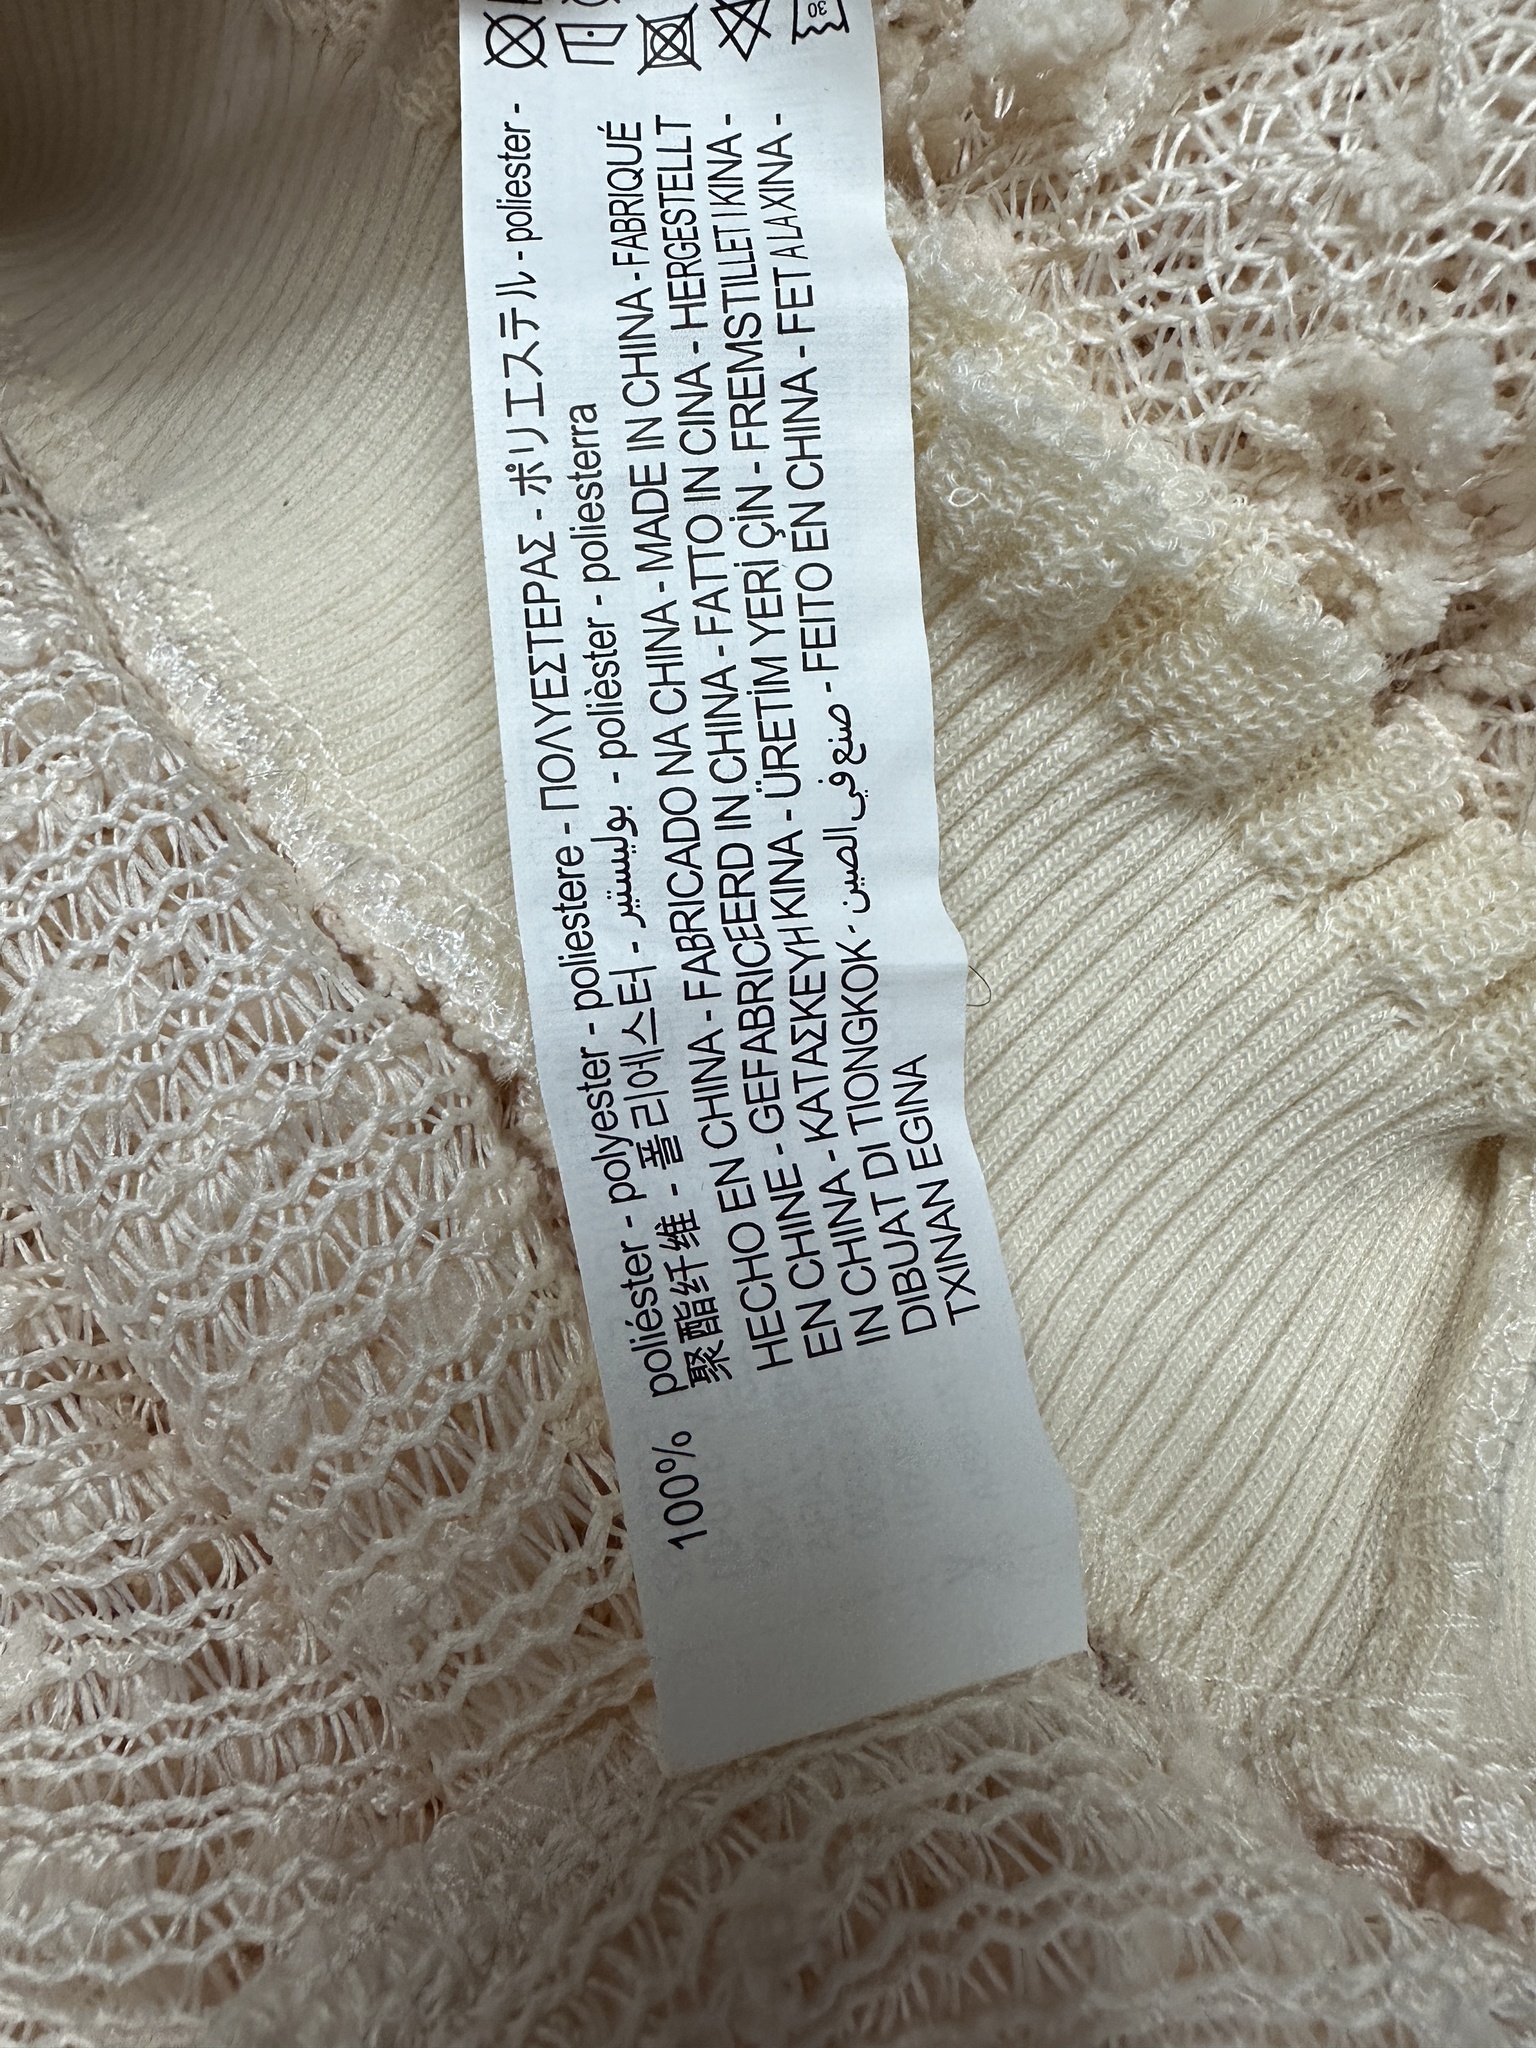 100% poliéster - polyester - poliestere - ΠΟΛΥΕΣΤΕΡΑΣ - ポリエステル - poliester -
聚酯纤维 - 폴리에스터 - بوليستير - polièster - poliesterra
HECHO EN CHINA - FABRICADO NA CHINA - MADE IN CHINA - FABRIQUÉ
EN CHINE - GEFABRICEERD IN CHINA - FATTO IN CINA - HERGESTELLT
IN CHINA - ΚΑΤΑΣΚΕΥΗ ΚΙΝΑ - ÜRETİM YERİ ÇİN - FREMSTILLET I KINA -
DIBUAT DI TIONGKOK - صنع في الصين - FEITO EN CHINA - FET A LA XINA -
TXINAN EGINA
30